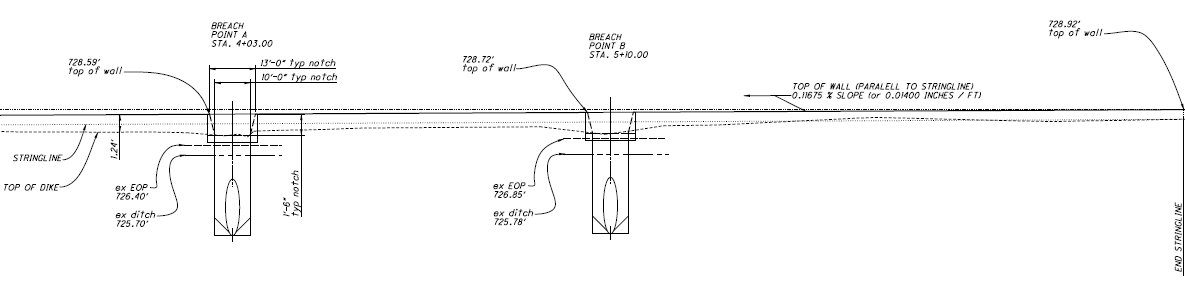 BREACH
POINT A
STA. 4+03.00
728.59'
top of wall
13'-0" typ notch
10'-0" typ notch
BREACH
POINT B
STA. 5+10.00
728.72'
top of wall
728.92'
top of wall
TOP OF WALL (PARALELL TO STRINGLINE)
0.11675 % SLOPE (or 0.01400 INCHES / FT)
STRINGLINE
TOP OF DIKE
1.24'
ex EOP
726.40'
ex ditch
725.70'
1'-6"
typ notch
ex EOP
726.85'
ex ditch
725.78'
END STRINGLINE